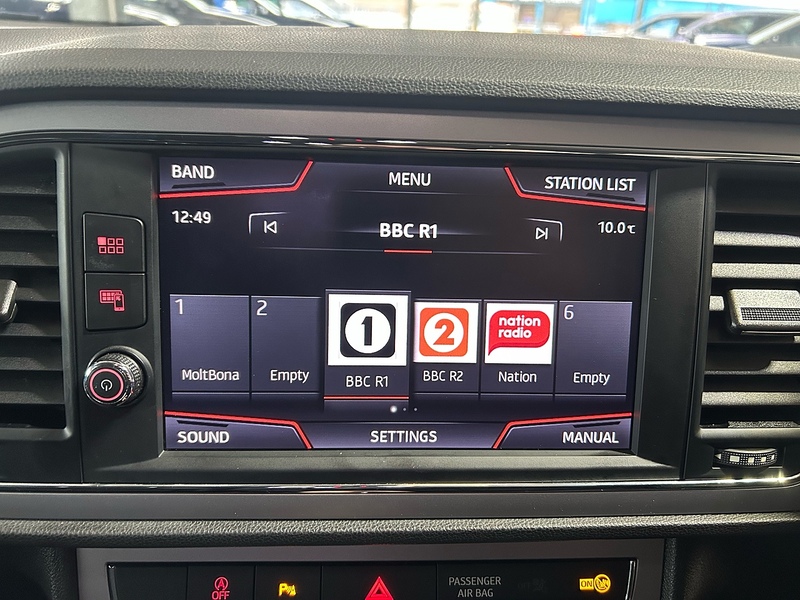 BAND
MENU
STATION LIST
12:49
BBC R1
10.0℃
1
2
1
2
nation
radio
6
MoltBona
Empty
BBC R1
BBC R2
Nation
Empty
SOUND
SETTINGS
MANUAL
A
OFF
P
PASSENGER
AIR BAG
ON